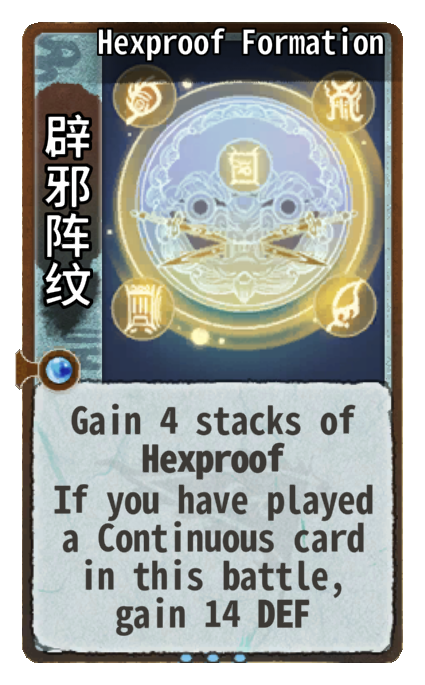 Hexproof Formation
辟邪阵纹
Gain 4 stacks of
Hexproof
If you have played
a Continuous card
in this battle,
gain 14 DEF